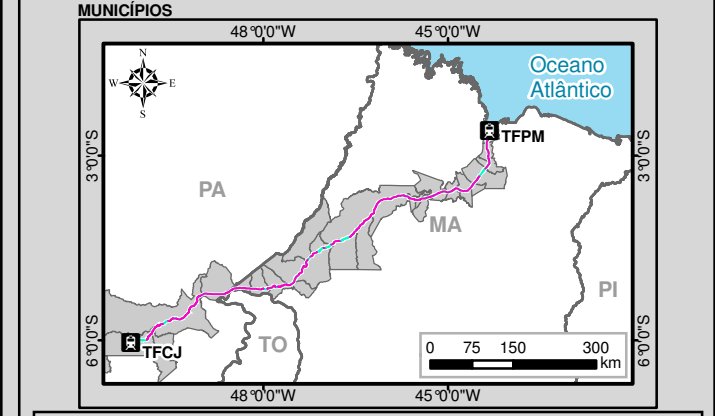 MUNICÍPIOS
48°0'0"W
45°0'0"W
N
W
E
S
Oceano
Atlântico
TFPM
3°0'0"S
3°0'0"S
PA
MA
PI
TO
TFCJ
6°0'0"S
6°0'0"S
0 75 150 300
km
48°0'0"W
45°0'0"W